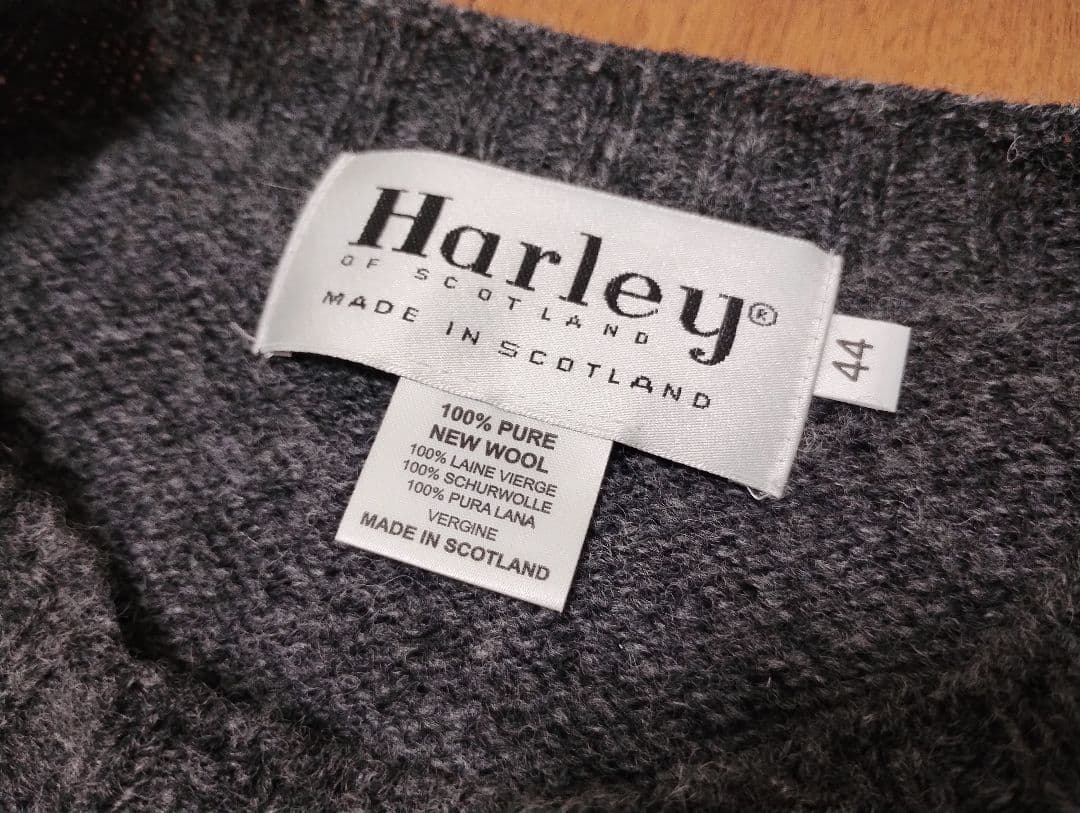 Harley®
OF SCOTLAND
MADE IN SCOTLAND
44
100% PURE
NEW WOOL
100% LAINE VIERGE
100% SCHURWOLLE
100% PURA LANA
VERGINE
MADE IN SCOTLAND